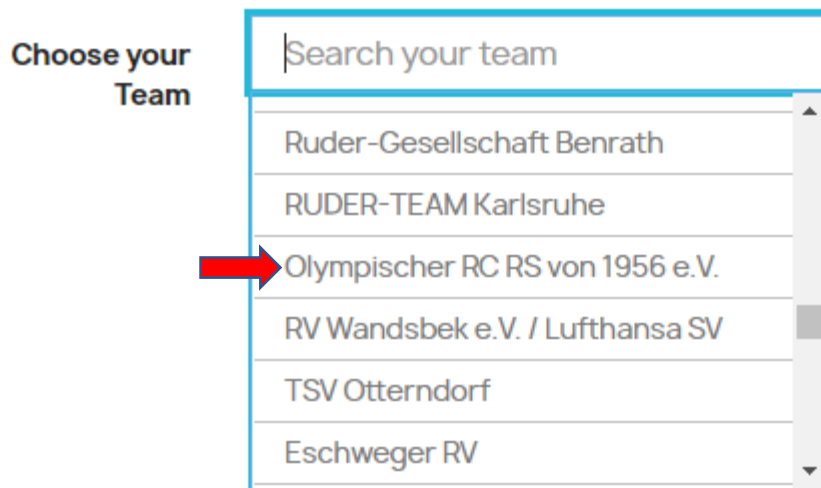 Choose your
Team
Search your team
Ruder-Gesellschaft Benrath
RUDER-TEAM Karlsruhe
Olympischer RC RS von 1956 e.V.
RV Wandsbek e.V. / Lufthansa SV
TSV Otterndorf
Eschweger RV